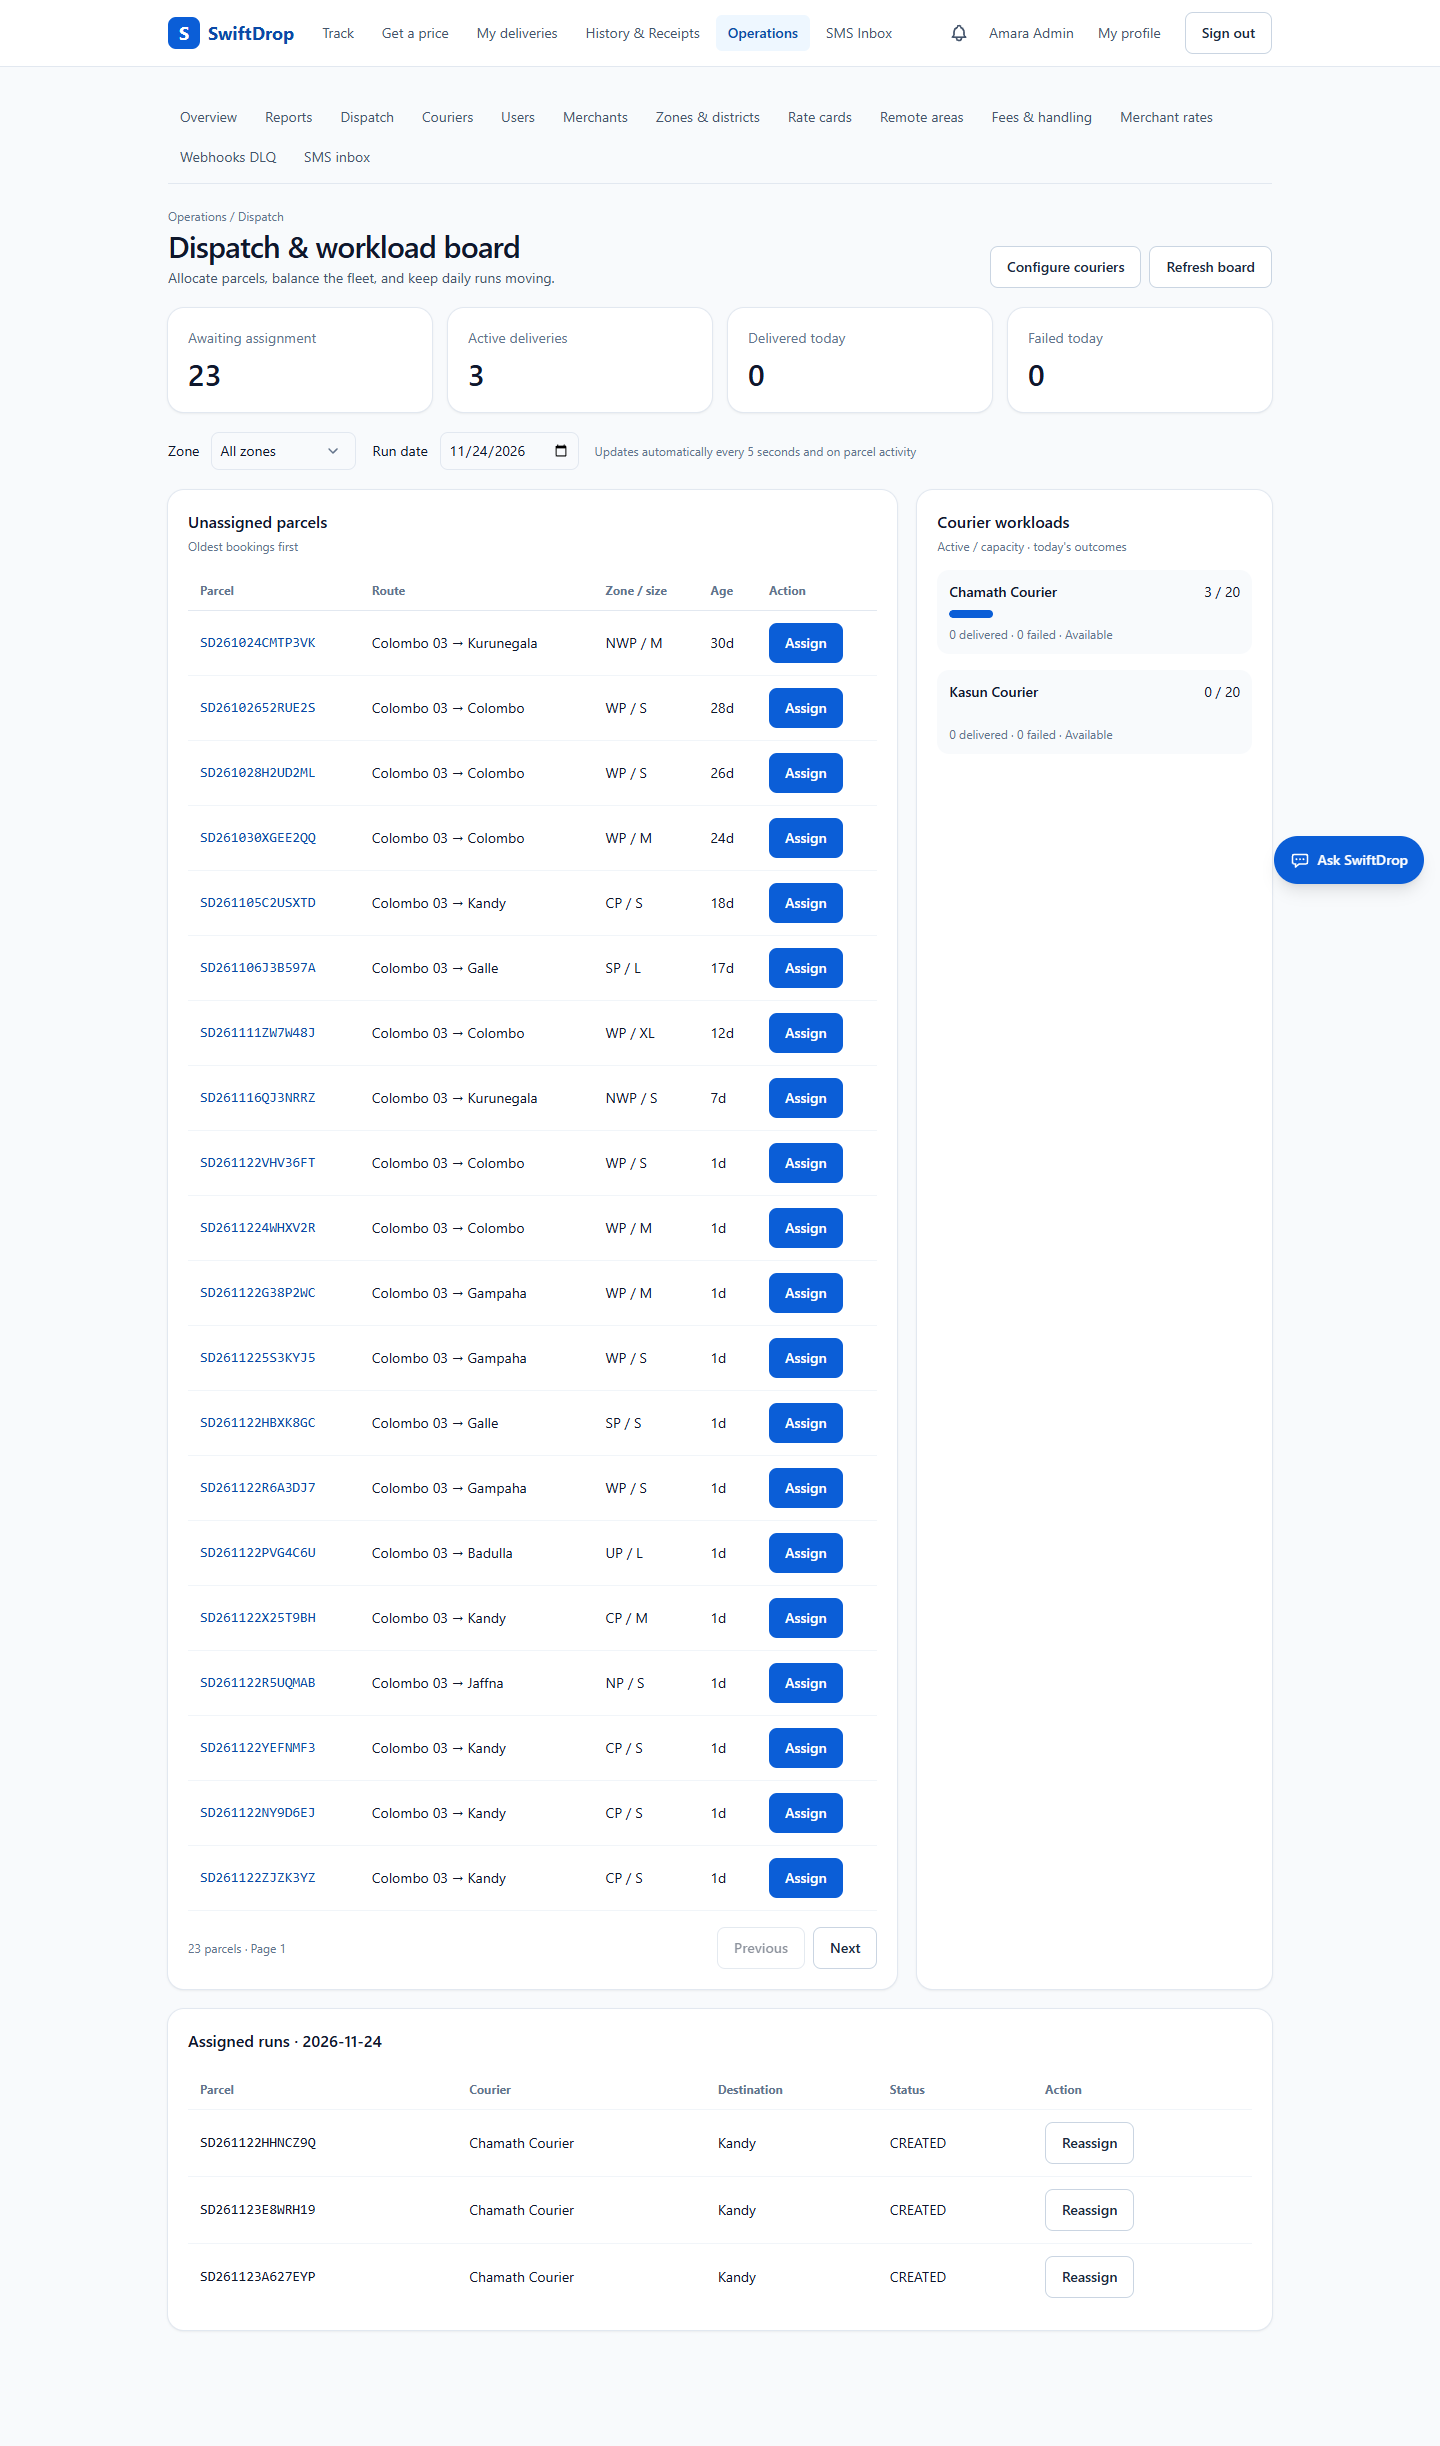 S SwiftDrop Track Get a price My deliveries History & Receipts Operations SMS Inbox Amara Admin My profile Sign out
Overview Reports Dispatch Couriers Users Merchants Zones & districts Rate cards Remote areas Fees & handling Merchant rates
Webhooks DLQ SMS inbox
Operations / Dispatch
Dispatch & workload board
Allocate parcels, balance the fleet, and keep daily runs moving.
Configure couriers Refresh board
Awaiting assignment Active deliveries Delivered today Failed today
23 3 0 0
Zone All zones Run date 11/24/2026 Updates automatically every 5 seconds and on parcel activity
Unassigned parcels
Oldest bookings first
Parcel Route Zone / size Age Action
SD261024CMTP3VK Colombo 03 → Kurunegala NWP / M 30d Assign
SD26102652RUE2S Colombo 03 → Colombo WP / S 28d Assign
SD261028H2UD2ML Colombo 03 → Colombo WP / S 26d Assign
SD261030XGEE2QQ Colombo 03 → Colombo WP / M 24d Assign
SD261105C2USXTD Colombo 03 → Kandy CP / S 18d Assign
SD261106J3B597A Colombo 03 → Galle SP / L 17d Assign
SD261111ZW7W48J Colombo 03 → Colombo WP / XL 12d Assign
SD261116QJ3NRRZ Colombo 03 → Kurunegala NWP / S 7d Assign
SD261122VHV36FT Colombo 03 → Colombo WP / S 1d Assign
SD2611224WHXV2R Colombo 03 → Colombo WP / M 1d Assign
SD261122G38P2WC Colombo 03 → Gampaha WP / M 1d Assign
SD2611225S3KYJ5 Colombo 03 → Gampaha WP / S 1d Assign
SD261122HBXK8GC Colombo 03 → Galle SP / S 1d Assign
SD261122R6A3DJ7 Colombo 03 → Gampaha WP / S 1d Assign
SD261122PVG4C6U Colombo 03 → Badulla UP / L 1d Assign
SD261122X25T9BH Colombo 03 → Kandy CP / M 1d Assign
SD261122R5UQMAB Colombo 03 → Jaffna NP / S 1d Assign
SD261122YEFNMF3 Colombo 03 → Kandy CP / S 1d Assign
SD261122NY9D6EJ Colombo 03 → Kandy CP / S 1d Assign
SD261122ZJZK3YZ Colombo 03 → Kandy CP / S 1d Assign
23 parcels · Page 1 Previous Next
Courier workloads
Active / capacity · today's outcomes
Chamath Courier 3 / 20
0 delivered · 0 failed · Available
Kasun Courier 0 / 20
0 delivered · 0 failed · Available
Ask SwiftDrop
Assigned runs · 2026-11-24
Parcel Courier Destination Status Action
SD261122HHNCZ9Q Chamath Courier Kandy CREATED Reassign
SD261123E8WRH19 Chamath Courier Kandy CREATED Reassign
SD261123A627EYP Chamath Courier Kandy CREATED Reassign